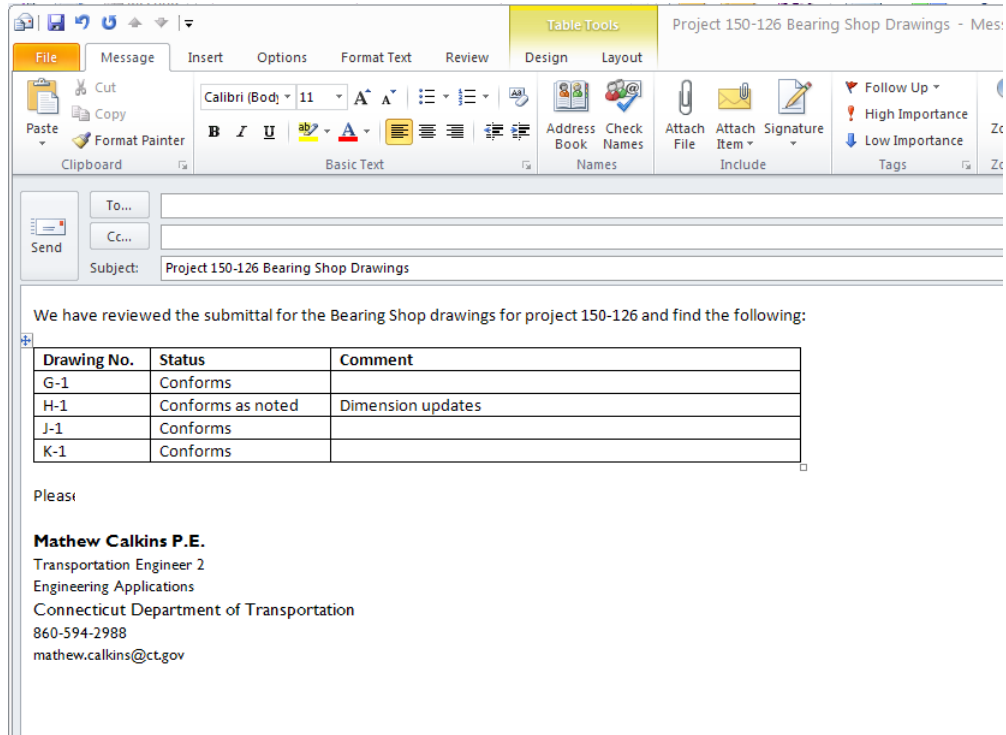 Table Tools
Project 150-126 Bearing Shop Drawings - Mess
File Message Insert Options Format Text Review Design Layout
Paste
Cut
Copy
Format Painter
Clipboard
Calibri (Body 11
Basic Text
Address Book
Check Names
Names
Attach File
Attach Item
Signature
Include
Follow Up
High Importance
Low Importance
Tags
Zo
Zo
Send
To...
Cc...
Subject: Project 150-126 Bearing Shop Drawings
We have reviewed the submittal for the Bearing Shop drawings for project 150-126 and find the following:
Drawing No. Status Comment
G-1 Conforms
H-1 Conforms as noted Dimension updates
J-1 Conforms
K-1 Conforms
Please
Mathew Calkins P.E.
Transportation Engineer 2
Engineering Applications
Connecticut Department of Transportation
860-594-2988
mathew.calkins@ct.gov